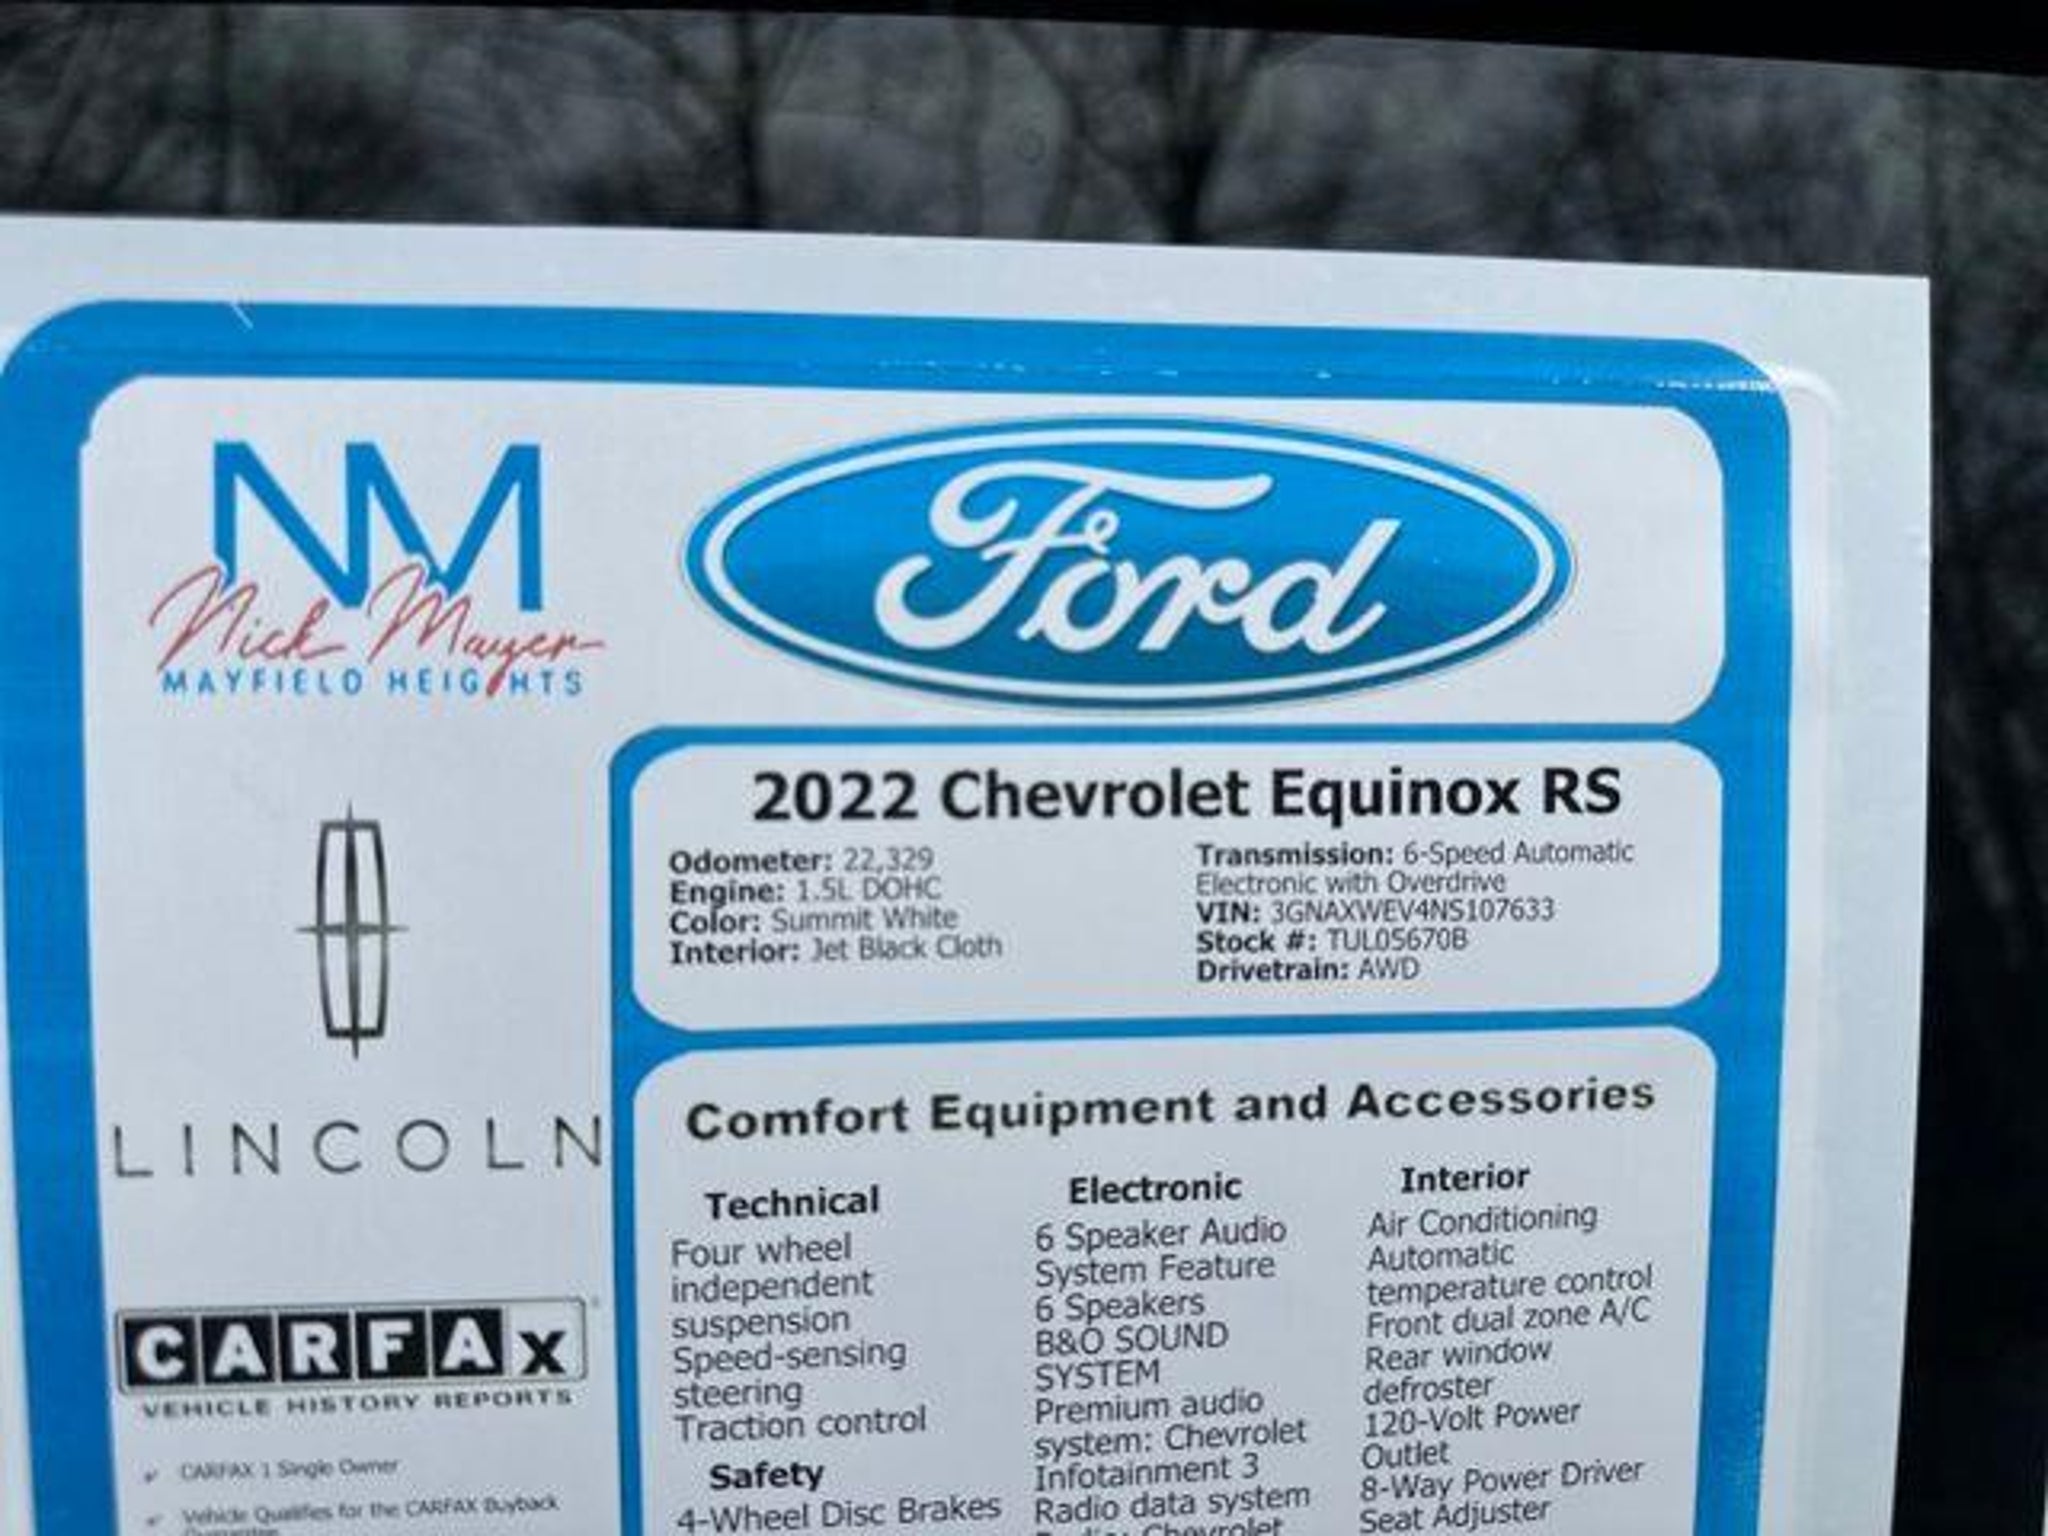 NM
Nick Mayer
MAYFIELD HEIGHTS
Ford
LINCOLN
CARFAX
VEHICLE HISTORY REPORTS
CARFAX 1 Single Owner
Vehicle Qualifies for the CARFAX Buyback
Guarantee
2022 Chevrolet Equinox RS
Odometer: 22,329
Engine: 1.5L DOHC
Color: Summit White
Interior: Jet Black Cloth
Transmission: 6-Speed Automatic
Electronic with Overdrive
VIN: 3GNAXWEV4NS107633
Stock #: TUL05670B
Drivetrain: AWD
Comfort Equipment and Accessories
Technical
Four wheel
independent
suspension
Speed-sensing
steering
Traction control
Safety
4-Wheel Disc Brakes
Electronic
6 Speaker Audio
System Feature
6 Speakers
B&O SOUND
SYSTEM
Premium audio
system: Chevrolet
Infotainment 3
Radio data system
Radio: Chevrolet
Interior
Air Conditioning
Automatic
temperature control
Front dual zone A/C
Rear window
defroster
120-Volt Power
Outlet
8-Way Power Driver
Seat Adjuster